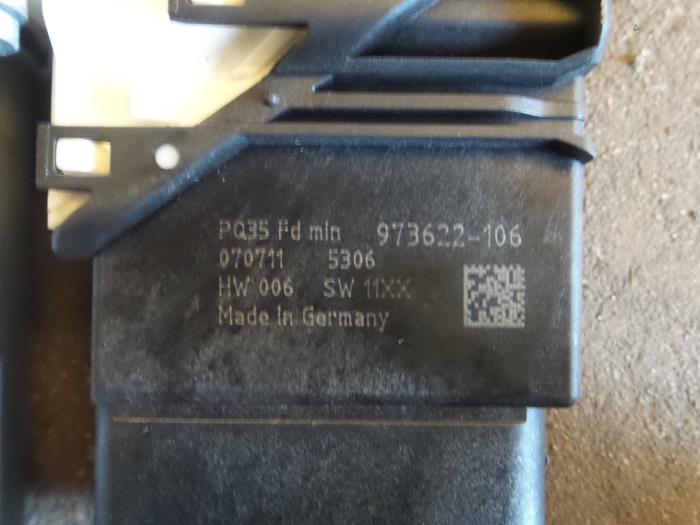 PQ35 Fd min 973622-106
070711 5306
HW 006 SW 11XX
Made In Germany